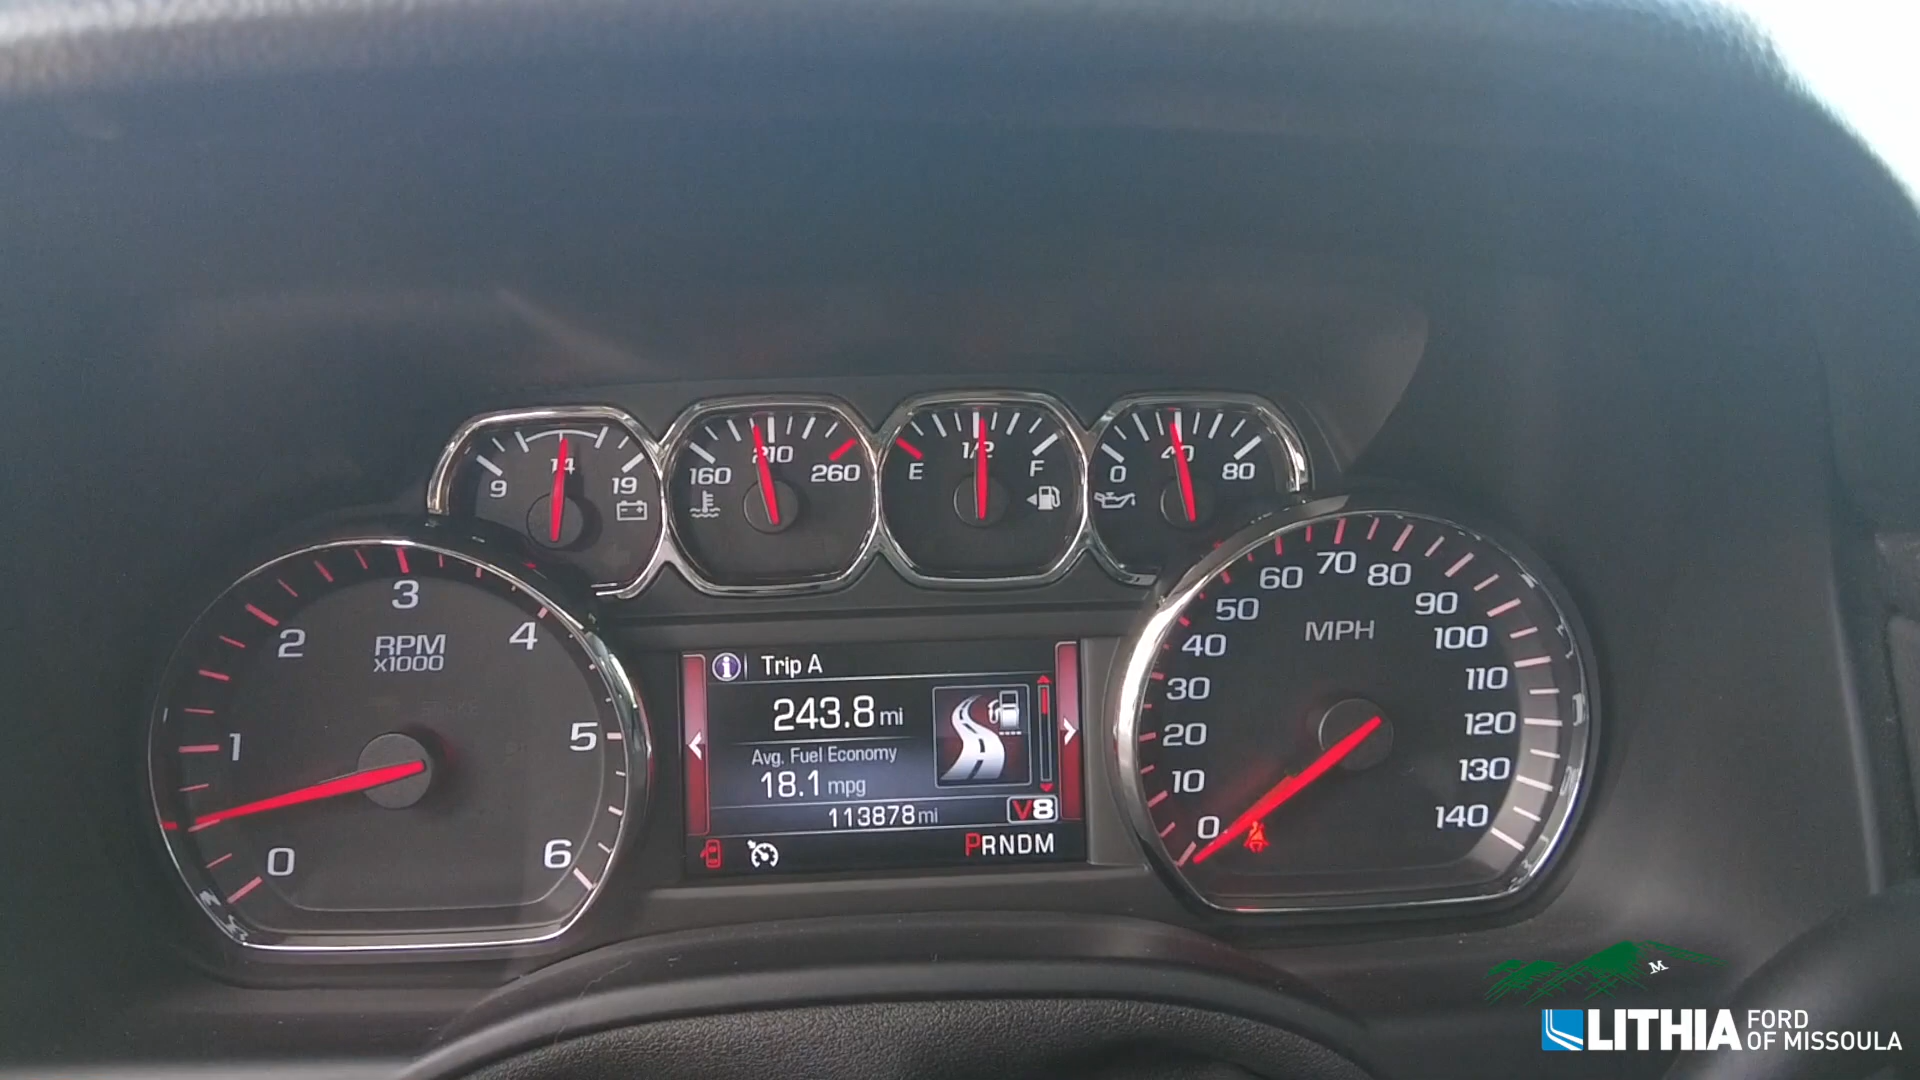 9 14 19
160 210 260
E 1/2 F
0 40 80
0 1 2 3 4 5 6
RPM
x1000
i Trip A
243.8 mi
Avg. Fuel Economy
18.1 mpg
113878 mi
V8
PRNDM
0 10 20 30 40 50 60 70 80 90 100 110 120 130 140
MPH
M
LITHIA FORD
OF MISSOULA